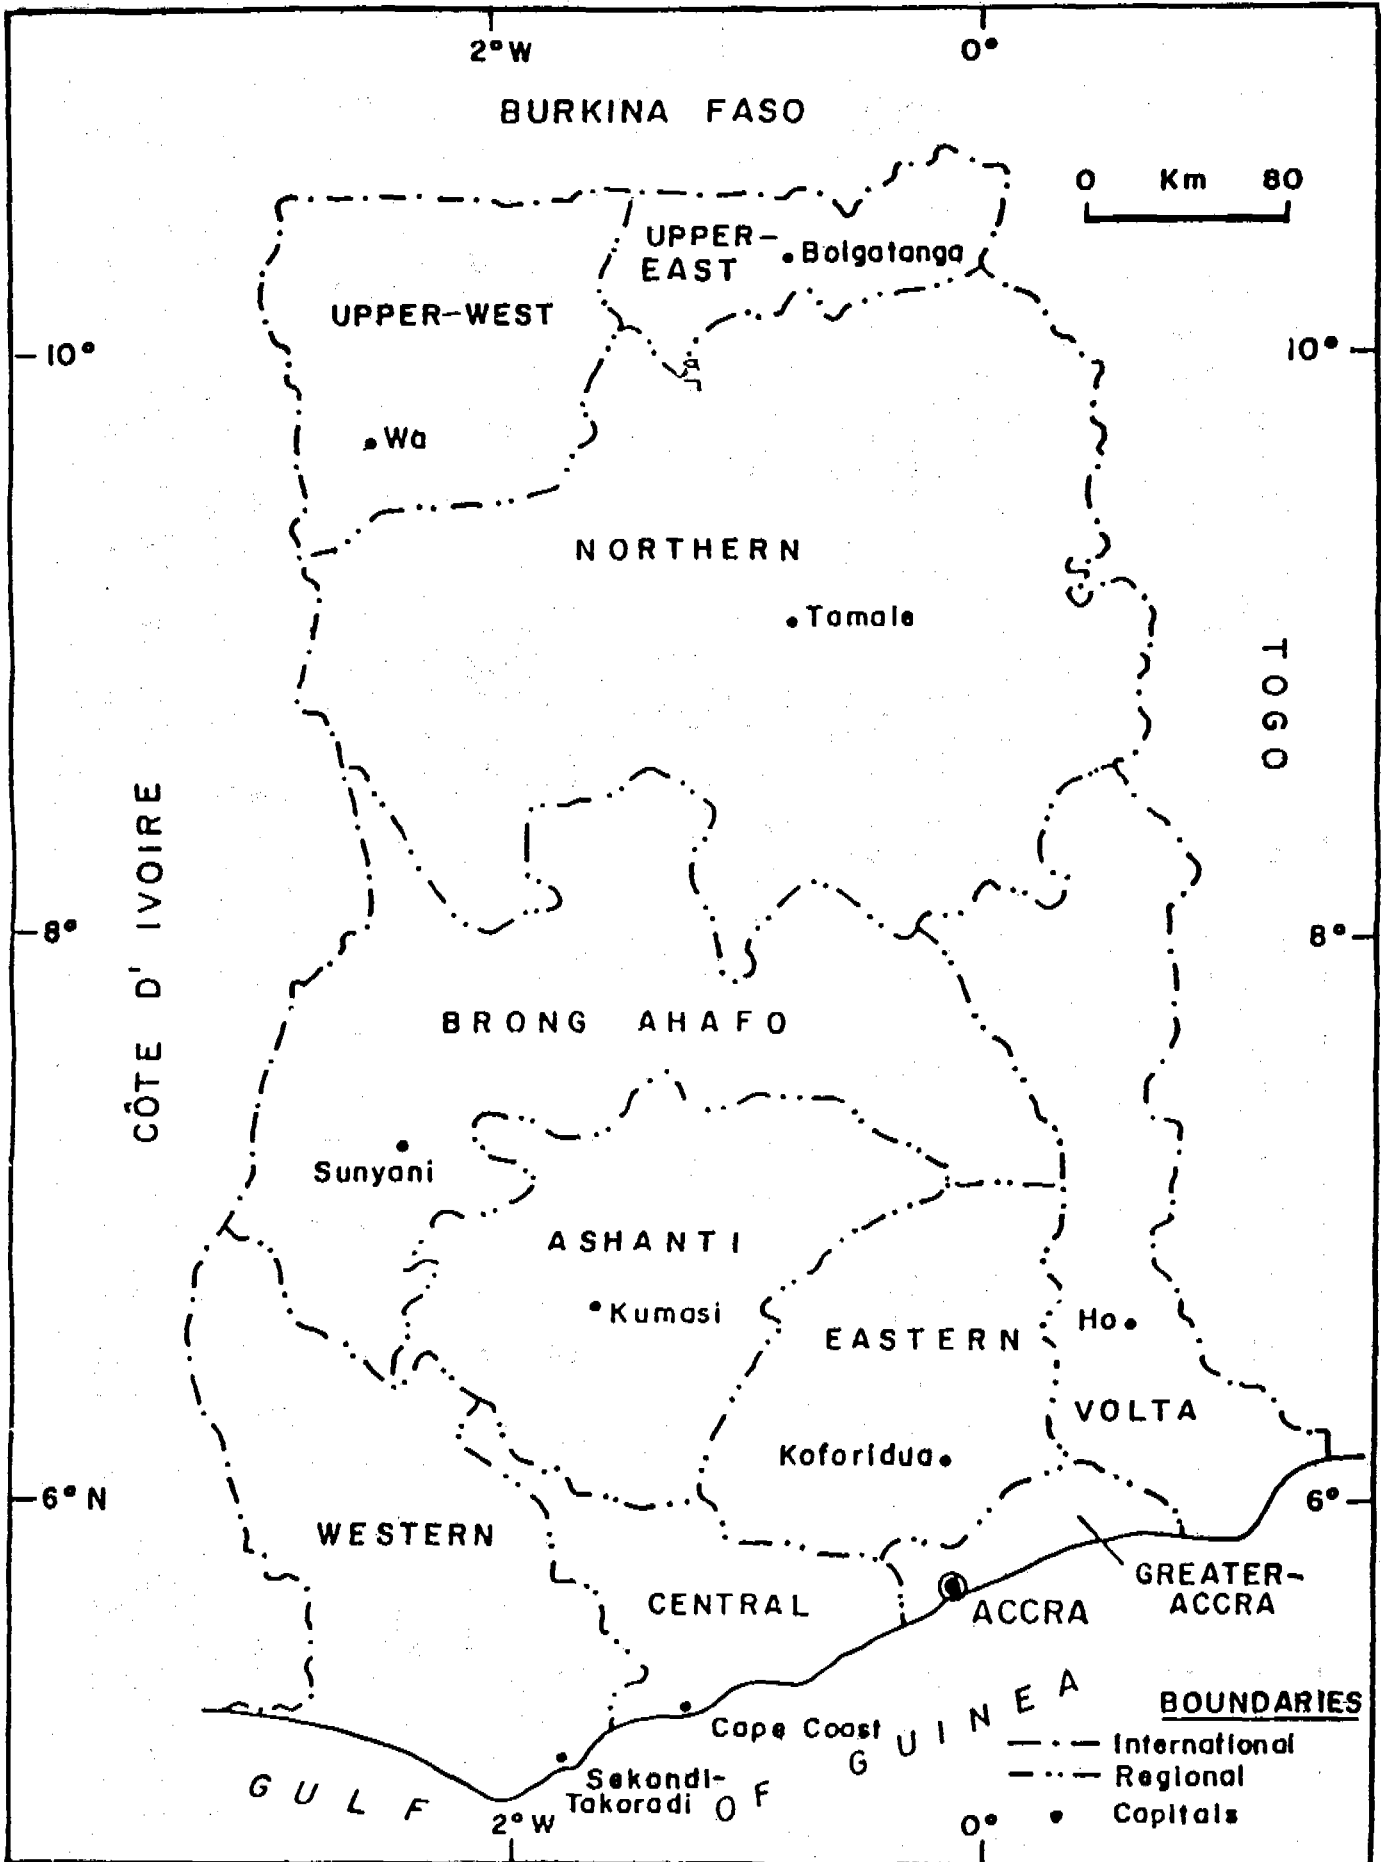 2°W 0°
BURKINA FASO
0 Km 80
UPPER-
EAST
Bolgatanga
UPPER-WEST
10° 10°
Wa
NORTHERN
Tamale
TOGO
CÔTE D' IVOIRE
8° 8°
BRONG AHAFO
Sunyani
ASHANTI
Kumasi
EASTERN
Ho
VOLTA
Koforidua
6° N 6°
WESTERN
GREATER-
ACCRA
CENTRAL
ACCRA
Cape Coast
Sekondi-
Takoradi
GULF OF GUINEA
BOUNDARIES
International
Regional
Capitals
2° W 0°